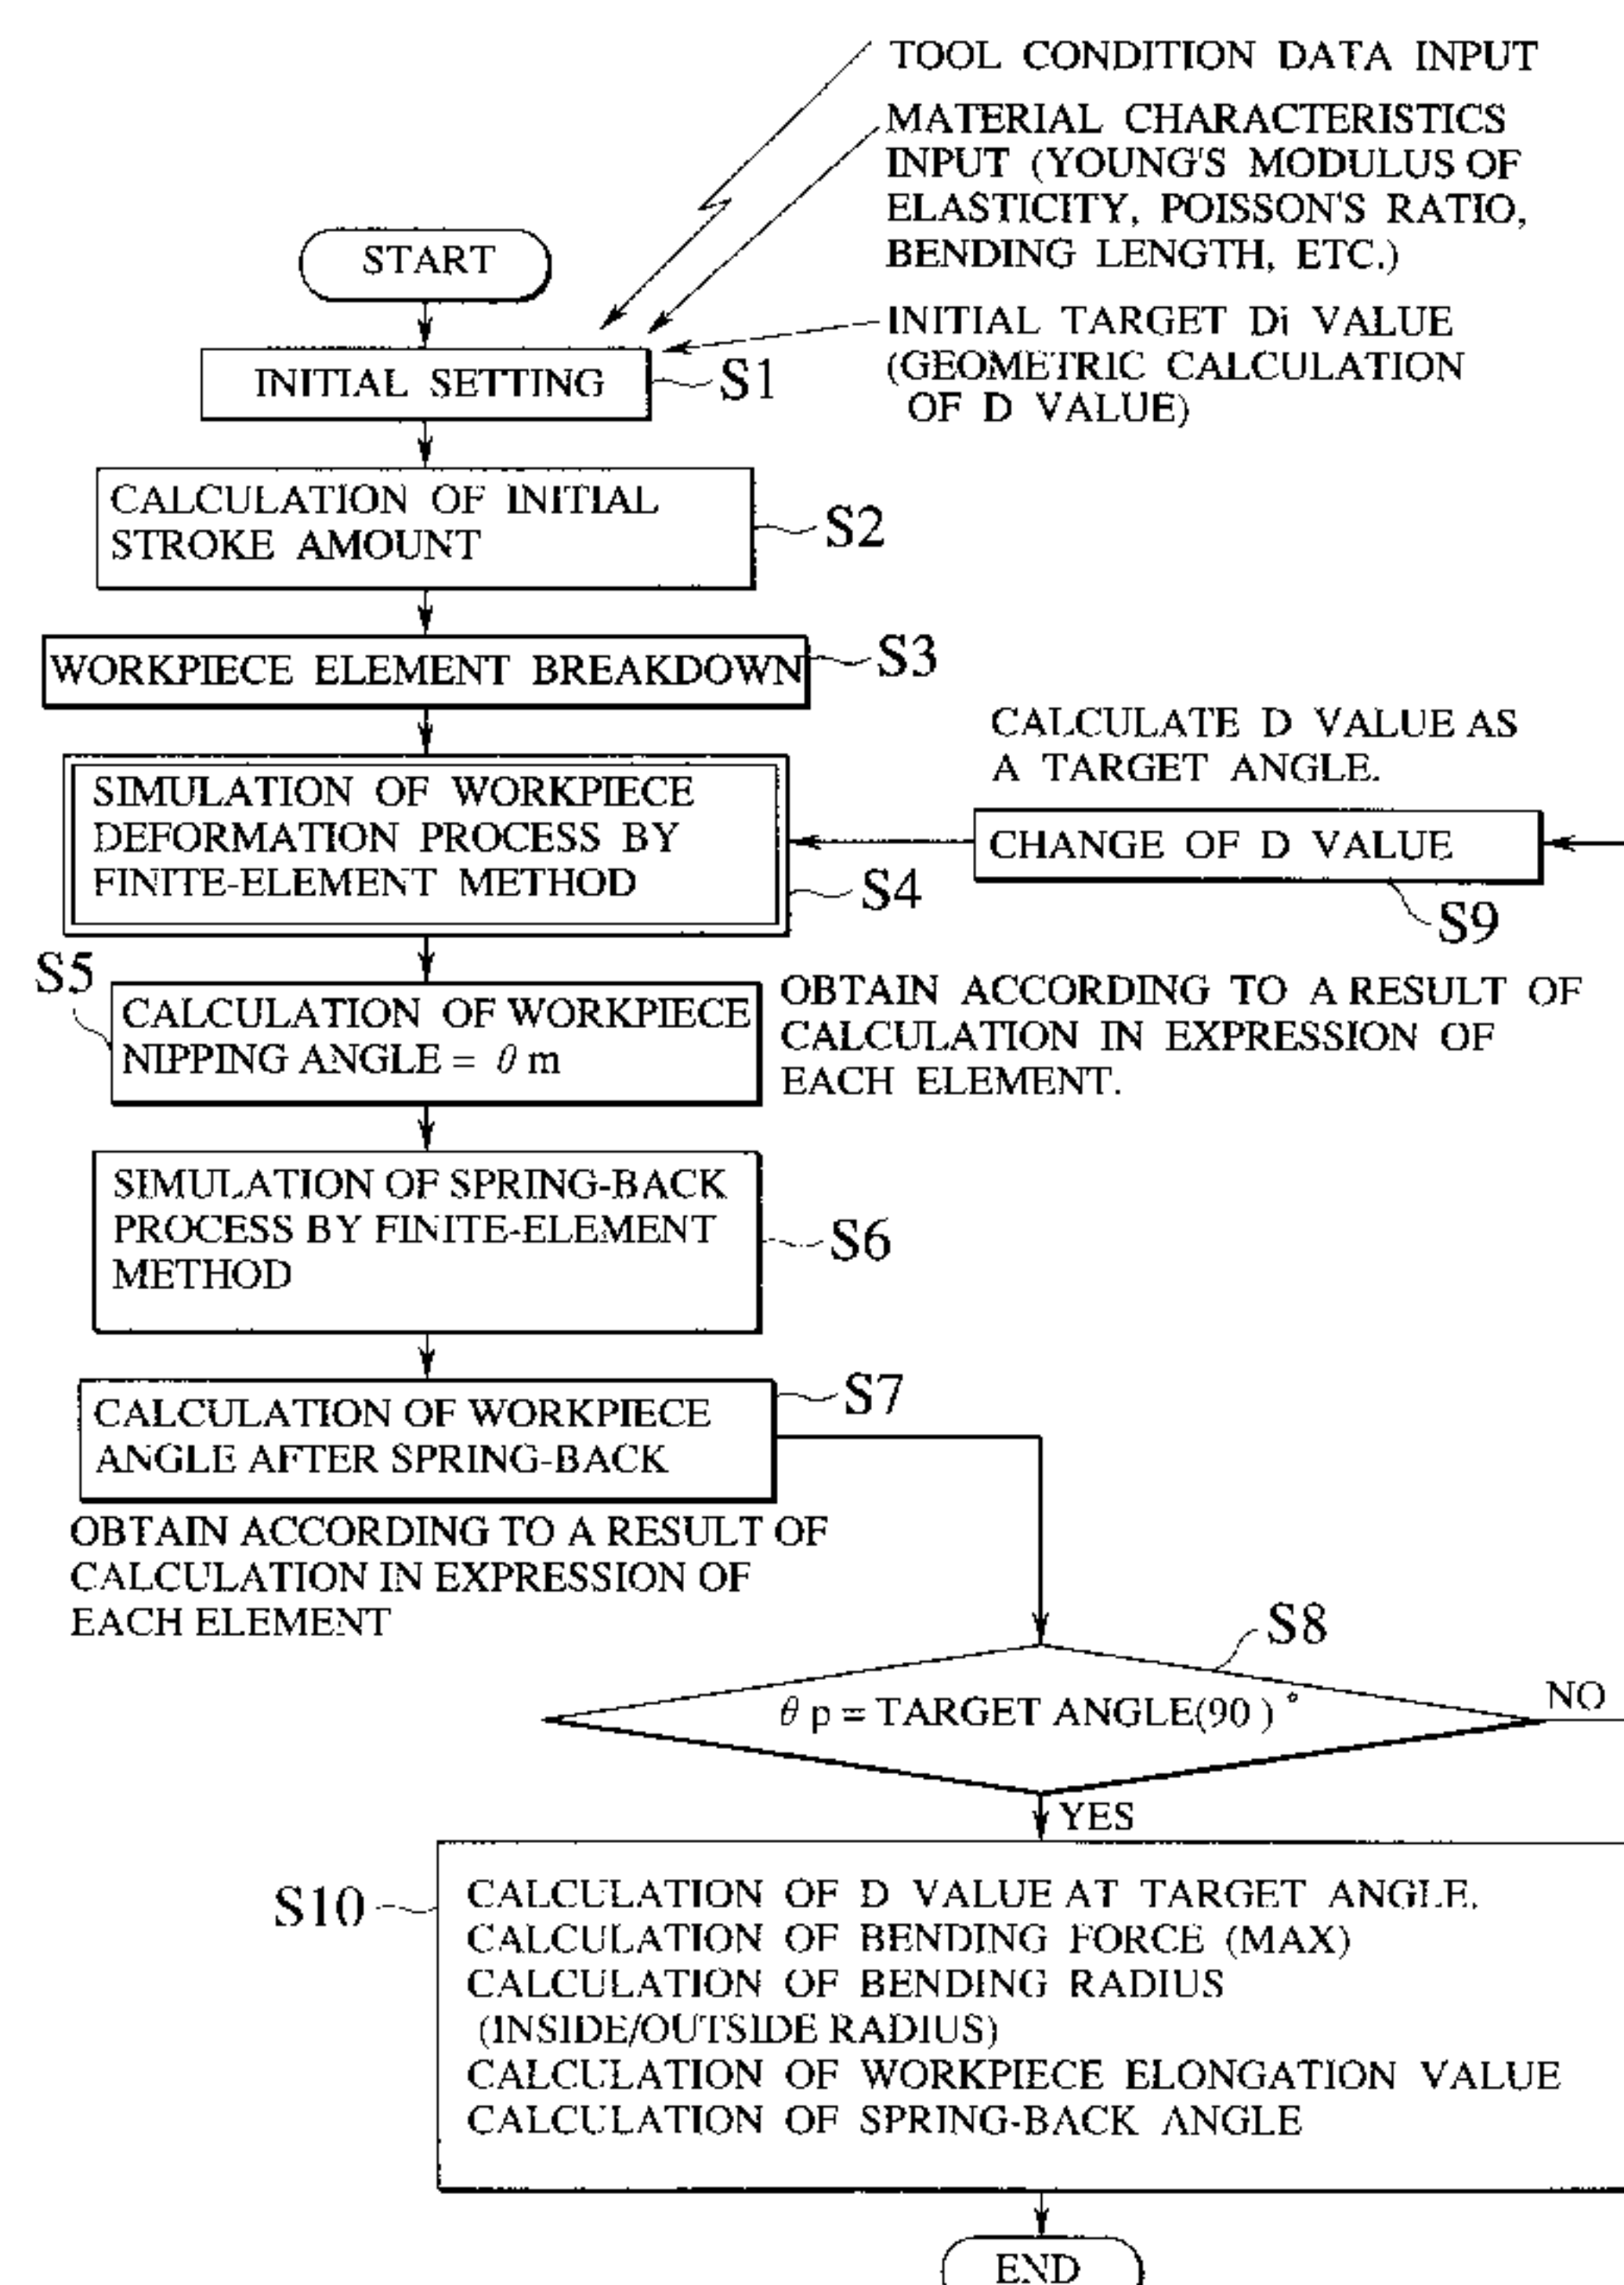 TOOL CONDITION DATA INPUT
MATERIAL CHARACTERISTICS
INPUT (YOUNG'S MODULUS OF
ELASTICITY, POISSON'S RATIO,
BENDING LENGTH, ETC.)
START
INITIAL TARGET Di VALUE
(GEOMETRIC CALCULATION
OF D VALUE)
INITIAL SETTING
S1
CALCULATION OF INITIAL
STROKE AMOUNT
S2
WORKPIECE ELEMENT BREAKDOWN
S3
CALCULATE D VALUE AS
A TARGET ANGLE.
SIMULATION OF WORKPIECE
DEFORMATION PROCESS BY
FINITE-ELEMENT METHOD
S4
CHANGE OF D VALUE
S9
S5
CALCULATION OF WORKPIECE
NIPPING ANGLE = θ m
OBTAIN ACCORDING TO A RESULT OF
CALCULATION IN EXPRESSION OF
EACH ELEMENT.
SIMULATION OF SPRING-BACK
PROCESS BY FINITE-ELEMENT
METHOD
S6
CALCULATION OF WORKPIECE
ANGLE AFTER SPRING-BACK
S7
OBTAIN ACCORDING TO A RESULT OF
CALCULATION IN EXPRESSION OF
EACH ELEMENT
S8
θ p = TARGET ANGLE(90 )°
NO
YES
S10
CALCULATION OF D VALUE AT TARGET ANGLE.
CALCULATION OF BENDING FORCE (MAX)
CALCULATION OF BENDING RADIUS
(INSIDE/OUTSIDE RADIUS)
CALCULATION OF WORKPIECE ELONGATION VALUE
CALCULATION OF SPRING-BACK ANGLE
END